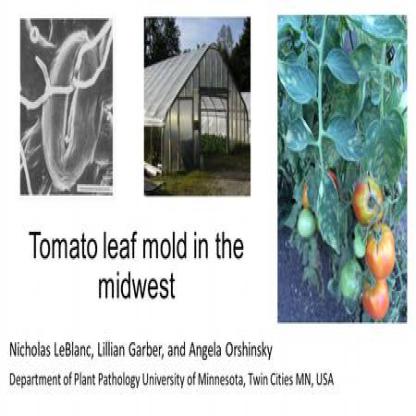 Tomato leaf mold in the
midwest
Nicholas LeBlanc, Lillian Garber, and Angela Orshinsky
Department of Plant Pathology University of Minnesota, Twin Cities MN, USA